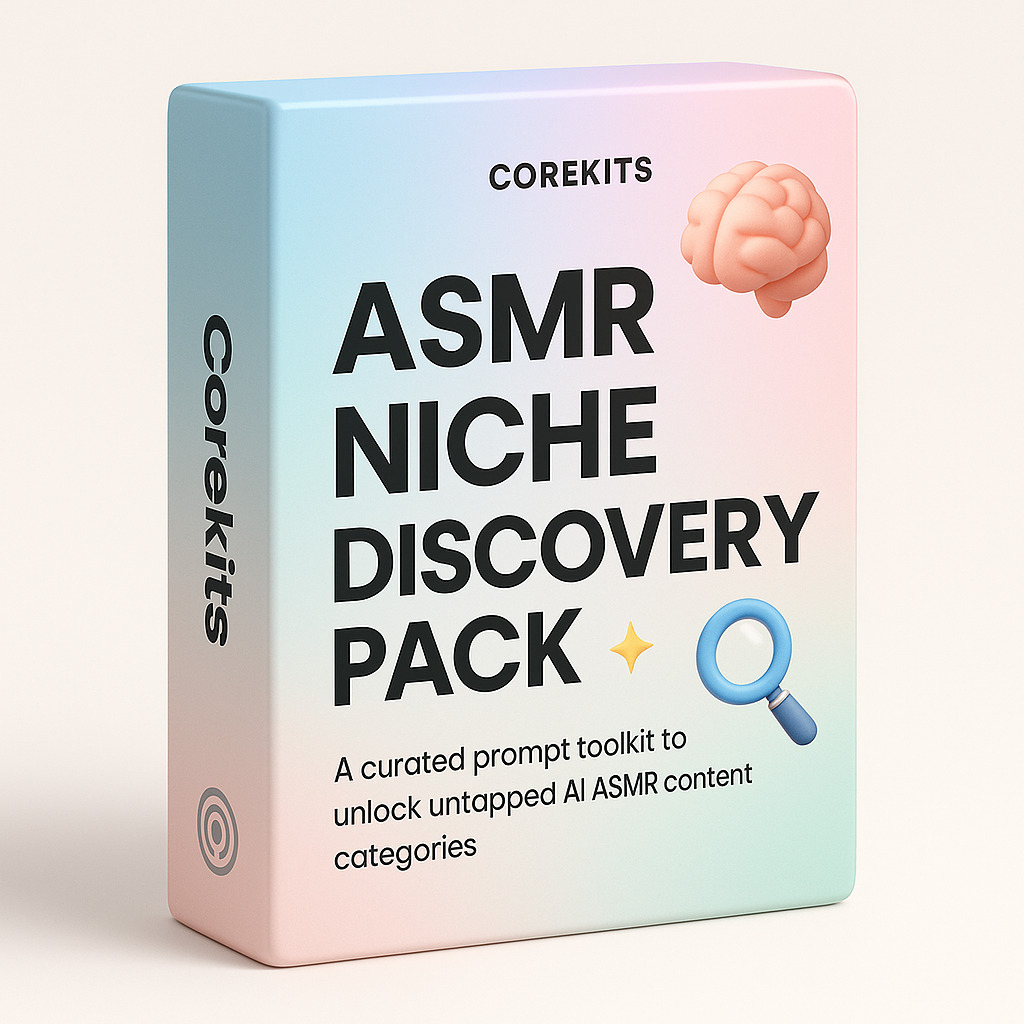 COREKITS
ASMR
NICHE
DISCOVERY
PACK
A curated prompt toolkit to
unlock untapped AI ASMR content
categories
Corekits